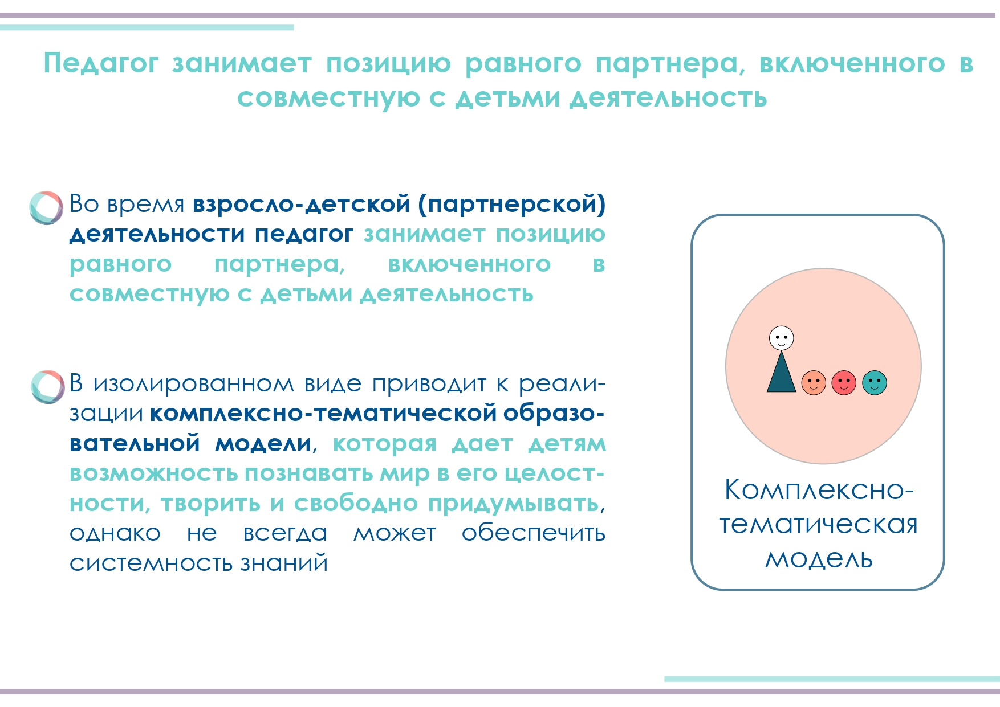 Педагог занимает позицию равного партнера, включенного в
совместную с детьми деятельность
Во время взросло-детской (партнерской)
деятельности педагог занимает позицию
равного партнера, включенного в
совместную с детьми деятельность
В изолированном виде приводит к реали-
зации комплексно-тематической образо-
вательной модели, которая дает детям
возможность познавать мир в его целост-
ности, творить и свободно придумывать,
однако не всегда может обеспечить
системность знаний
Комплексно-
тематическая
модель